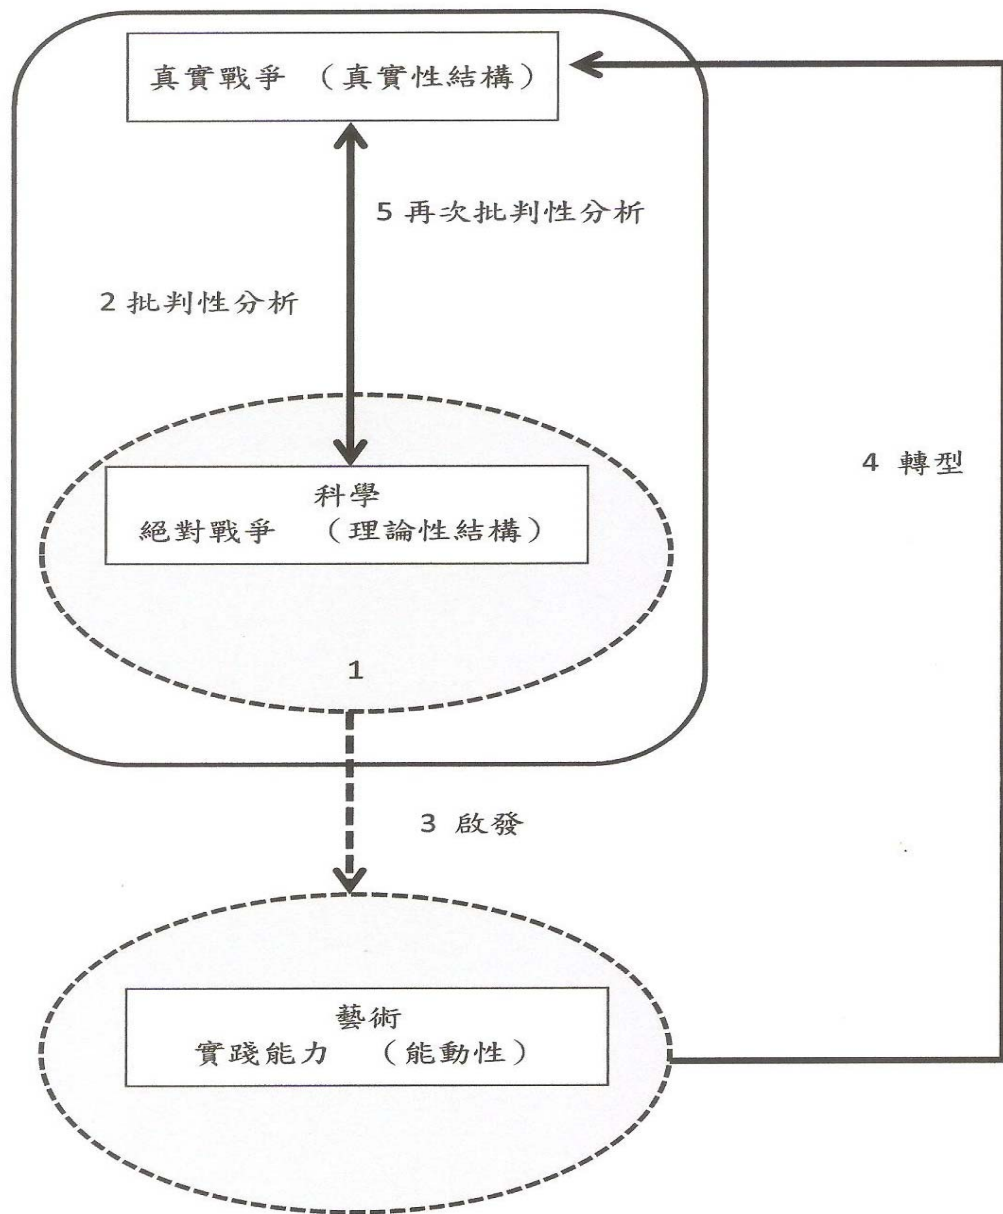 真實戰爭 （真實性結構）
5 再次批判性分析
2 批判性分析
4 轉型
科學
絕對戰爭 （理論性結構）
1
3 啟發
藝術
實踐能力 （能動性）